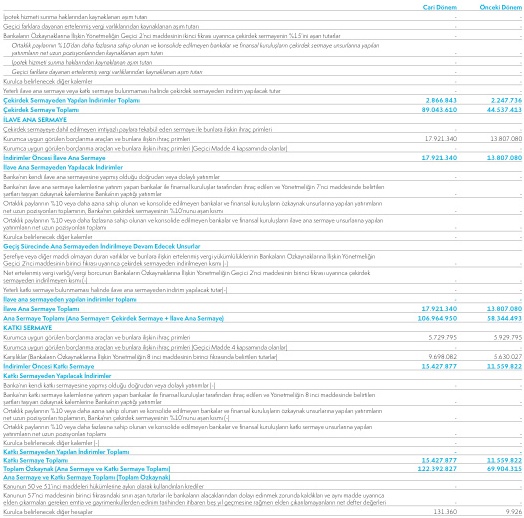 Cari Dönem Önceki Dönem
İpotek hizmeti sunma haklarından kaynaklanan aşım tutarı - -
Geçici farklara dayanan ertelenmiş vergi varlıklarından kaynaklanan aşım tutarı - -
Bankaların Özkaynaklarına İlişkin Yönetmeliğin Geçici 2'nci maddesinin ikinci fıkrası uyarınca çekirdek sermayenin %15'ini aşan tutarlar - -
Ortaklık paylarının %10'dan daha fazlasına sahip olunan ve konsolide edilmeyen bankalar ve finansal kuruluşların çekirdek sermaye unsurlarına yapılan
yatırımların net uzun pozisyonlarından kaynaklanan aşım tutarı - -
İpotek hizmeti sunma haklarından kaynaklanan aşım tutarı - -
Geçici farklara dayanan ertelenmiş vergi varlıklarından kaynaklanan aşım tutarı - -
Kurulca belirlenecek diğer kalemler - -
Yeterli ilave ana sermaye veya katkı sermaye bulunmaması halinde çekirdek sermayeden indirim yapılacak tutar - -
Çekirdek Sermayeden Yapılan İndirimler Toplamı 2.866.843 2.247.736
Çekirdek Sermaye Toplamı 89.043.610 44.537.413
İLAVE ANA SERMAYE
Çekirdek sermayeye dahil edilmeyen imtiyazlı paylara tekabül eden sermaye ile bunlara ilişkin ihraç primleri - -
Kurumca uygun görülen borçlanma araçları ve bunlara ilişkin ihraç primleri 17.921.340 13.807.080
Kurumca uygun görülen borçlanma araçları ve bunlara ilişkin ihraç primleri (Geçici Madde 4 kapsamında olanlar) - -
İndirimler Öncesi İlave Ana Sermaye 17.921.340 13.807.080
İlave Ana Sermayeden Yapılacak İndirimler
Bankanın kendi ilave ana sermayesine yapmış olduğu doğrudan veya dolaylı yatırımlar - -
Bankanın ilave ana sermaye kalemlerine yatırım yapan bankalar ile finansal kuruluşlar tarafından ihraç edilen ve Yönetmeliğin 7'nci maddesinde belirtilen
şartları taşıyan özkaynak kalemlerine Bankanın yaptığı yatırımlar - -
Ortaklık paylarının %10 veya daha azına sahip olunan ve konsolide edilmeyen bankalar ve finansal kuruluşların özkaynak unsurlarına yapılan yatırımların
net uzun pozisyonları toplamının, Bankanın çekirdek sermayesinin %10'nunu aşan kısmı - -
Ortaklık paylarının %10 veya daha fazlasına sahip olunan ve konsolide edilmeyen bankalar ve finansal kuruluşların ilave ana sermaye unsurlarına yapılan
yatırımların net uzun pozisyonları toplamı - -
Kurulca belirlenecek diğer kalemler - -
Geçiş Sürecinde Ana Sermayeden İndirilmeye Devam Edecek Unsurlar
Şerefiye veya diğer maddi olmayan duran varlıklar ve bunlara ilişkin ertelenmiş vergi yükümlülüklerinin Bankaların Özkaynaklarına İlişkin Yönetmeliğin
Geçici 2'nci maddesinin birinci fıkrası uyarınca çekirdek sermayeden indirilmeyen kısmı (-) - -
Net ertelenmiş vergi varlığı/vergi borcunun Bankaların Özkaynaklarına İlişkin Yönetmeliğin Geçici 2'nci maddesinin birinci fıkrası uyarınca çekirdek
sermayeden indirilmeyen kısmı (-) - -
Yeterli katkı sermaye bulunmaması halinde ilave ana sermayeden indirim yapılacak tutar(-) - -
İlave ana sermayeden yapılan indirimler toplamı - -
İlave Ana Sermaye Toplamı 17.921.340 13.807.080
Ana Sermaye Toplamı (Ana Sermaye= Çekirdek Sermaye + İlave Ana Sermaye) 106.964.950 58.344.493
KATKI SERMAYE
Kurumca uygun görülen borçlanma araçları ve bunlara ilişkin ihraç primleri 5.729.795 5.929.795
Kurumca uygun görülen borçlanma araçları ve bunlara ilişkin ihraç primleri (Geçici Madde 4 kapsamında olanlar) - -
Karşılıklar (Bankaların Özkaynaklarına İlişkin Yönetmeliğin 8 inci maddesinin birinci fıkrasında belirtilen tutarlar) 9.698.082 5.630.027
İndirimler Öncesi Katkı Sermaye 15.427.877 11.559.822
Katkı Sermayeden Yapılacak İndirimler
Bankanın kendi katkı sermayesine yapmış olduğu doğrudan veya dolaylı yatırımlar (-) - -
Bankanın katkı sermaye kalemlerine yatırım yapan bankalar ile finansal kuruluşlar tarafından ihraç edilen ve Yönetmeliğin 8 inci maddesinde belirtilen
şartları taşıyan özkaynak kalemlerine Bankanın yaptığı yatırımlar - -
Ortaklık paylarının %10 veya daha azına sahip olunan ve konsolide edilmeyen bankalar ve finansal kuruluşların özkaynak unsurlarına yapılan yatırımların
net uzun pozisyonları toplamının, Bankanın çekirdek sermayesinin %10'nunu aşan kısmı (-) - -
Ortaklık paylarının %10 veya daha fazlasına sahip olunan ve konsolide edilmeyen bankalar ve finansal kuruluşların katkı sermaye unsurlarına yapılan yatırımların
net uzun pozisyonları toplamı - -
Kurulca belirlenecek diğer kalemler (-) - -
Katkı Sermayeden Yapılan İndirimler Toplamı - -
Katkı Sermaye Toplamı 15.427.877 11.559.822
Toplam Özkaynak (Ana Sermaye ve Katkı Sermaye Toplamı) 122.392.827 69.904.315
Ana Sermaye ve Katkı Sermaye Toplamı (Toplam Özkaynak)
Kanunun 50 ve 51'inci maddeleri hükümlerine aykırı olarak kullandırılan krediler - -
Kanunun 57'nci maddesinin birinci fıkrasındaki sınırı aşan tutarlar ile bankaların alacaklarından dolayı edinmek zorunda kaldıkları ve aynı madde uyarınca
elden çıkarmaları gereken emtia ve gayrimenkullerden edinim tarihinden itibaren beş yıl geçmesine rağmen elden çıkarılamayanların net defter değerleri - -
Kurulca belirlenecek diğer hesaplar 131.360 9.926